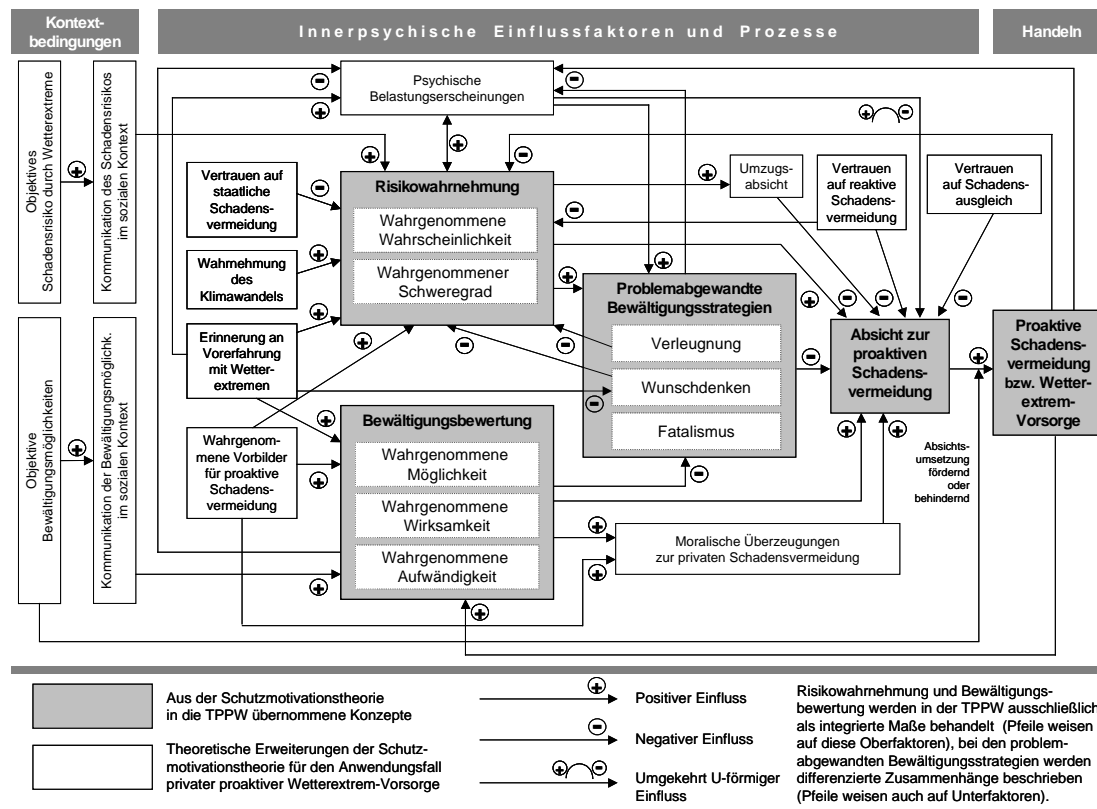 Kontext-
bedingungen
Innerpsychische Einflussfaktoren und Prozesse
Handeln
Objektives
Schadensrisiko durch Wetterextreme
+
Kommunikation des Schadensrisikos
im sozialen Kontext
Objektive
Bewältigungsmöglichkeiten
+
Kommunikation der Bewältigungsmöglichk.
im sozialen Kontext
Psychische
Belastungserscheinungen
−
+
−
−
+
−
+
+
+
−
+ −
Vertrauen auf
staatliche
Schadens-
vermeidung
−
Wahrnehmung
des
Klimawandels
+
Erinnerung an
Vorerfahrung
mit Wetter-
extremen
+
Wahrgenom-
mene Vorbilder
für proaktive
Schadens-
vermeidung
+
+
+
Risikowahrnehmung
Wahrgenommene
Wahrscheinlichkeit
Wahrgenommener
Schweregrad
+
−
−
−
+
+
−
Umzugs-
absicht
Vertrauen
auf reaktive
Schadens-
vermeidung
Vertrauen
auf Schadens-
ausgleich
Problemabgewandte
Bewältigungsstrategien
Verleugnung
Wunschdenken
Fatalismus
−
−
+
−
−
−
−
Absicht zur
proaktiven
Schadens-
vermeidung
+
+
+
Proaktive
Schadens-
vermeidung
bzw. Wetter-
extrem-
Vorsorge
Absichts-
umsetzung
fördernd
oder
behindernd
Bewältigungsbewertung
Wahrgenommene
Möglichkeit
Wahrgenommene
Wirksamkeit
Wahrgenommene
Aufwändigkeit
+
+
+
+
Moralische Überzeugungen
zur privaten Schadensvermeidung
Aus der Schutzmotivationstheorie
in die TPPW übernommene Konzepte
Theoretische Erweiterungen der Schutz-
motivationstheorie für den Anwendungsfall
privater proaktiver Wetterextrem-Vorsorge
+
Positiver Einfluss
−
Negativer Einfluss
+ −
Umgekehrt U-förmiger
Einfluss
Risikowahrnehmung und Bewältigungs-
bewertung werden in der TPPW ausschließlich
als integrierte Maße behandelt (Pfeile weisen
auf diese Oberfaktoren), bei den problem-
abgewandten Bewältigungsstrategien werden
differenzierte Zusammenhänge beschrieben
(Pfeile weisen auch auf Unterfaktoren).